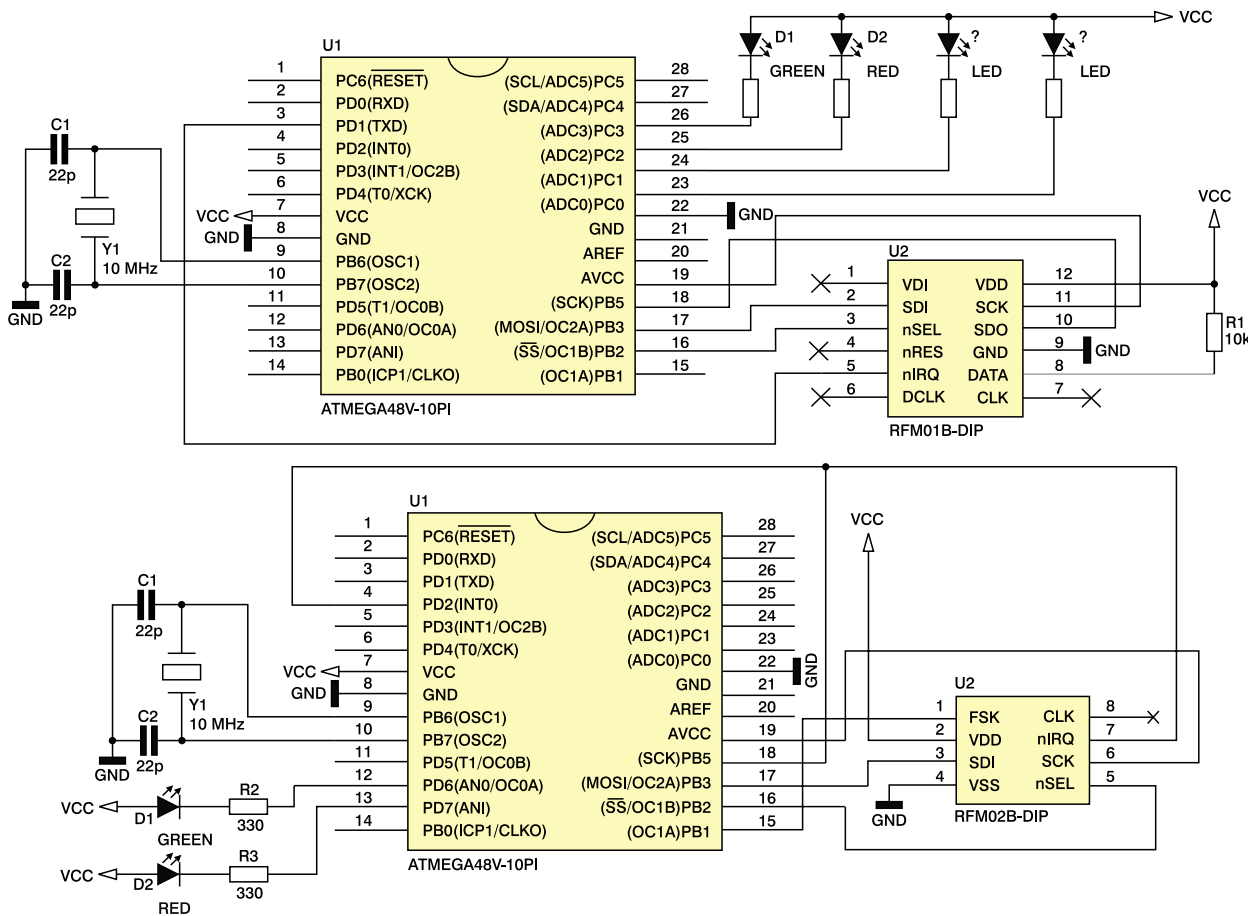 VCC
D1
D2
?
?
GREEN
RED
LED
LED
U1
1
PC6(RESET)
(SCL/ADC5)PC5
28
2
PD0(RXD)
(SDA/ADC4)PC4
27
3
PD1(TXD)
(ADC3)PC3
26
4
PD2(INT0)
(ADC2)PC2
25
5
PD3(INT1/OC2B)
(ADC1)PC1
24
6
PD4(T0/XCK)
(ADC0)PC0
23
7
VCC
VCC
GND
22
GND
8
GND
GND
AREF
21
9
PB6(OSC1)
AVCC
20
10
PB7(OSC2)
(SCK)PB5
19
11
PD5(T1/OC0B)
(MOSI/OC2A)PB3
18
12
PD6(AN0/OC0A)
(SS/OC1B)PB2
17
13
PD7(ANI)
(OC1A)PB1
16
14
PB0(ICP1/CLKO)
15
ATMEGA48V-10PI
C1
22p
Y1
10 MHz
C2
22p
GND
VCC
U2
1
VDI
VDD
12
2
SDI
SCK
11
3
nSEL
SDO
10
4
nRES
GND
9
GND
5
nIRQ
DATA
8
6
DCLK
CLK
7
RFM01B-DIP
R1
10k
U1
1
PC6(RESET)
(SCL/ADC5)PC5
28
2
PD0(RXD)
(SDA/ADC4)PC4
27
3
PD1(TXD)
(ADC3)PC3
26
4
PD2(INT0)
(ADC2)PC2
25
5
PD3(INT1/OC2B)
(ADC1)PC1
24
6
PD4(T0/XCK)
(ADC0)PC0
23
7
VCC
VCC
GND
22
GND
8
GND
GND
AREF
21
9
PB6(OSC1)
AVCC
20
10
PB7(OSC2)
(SCK)PB5
19
11
PD5(T1/OC0B)
(MOSI/OC2A)PB3
18
12
PD6(AN0/OC0A)
(SS/OC1B)PB2
17
13
PD7(ANI)
(OC1A)PB1
16
14
PB0(ICP1/CLKO)
15
ATMEGA48V-10PI
C1
22p
Y1
10 MHz
C2
22p
GND
VCC
D1
GREEN
R2
330
VCC
D2
RED
R3
330
VCC
U2
1
FSK
CLK
8
2
VDD
nIRQ
7
3
SDI
SCK
6
4
VSS
nSEL
5
GND
RFM02B-DIP